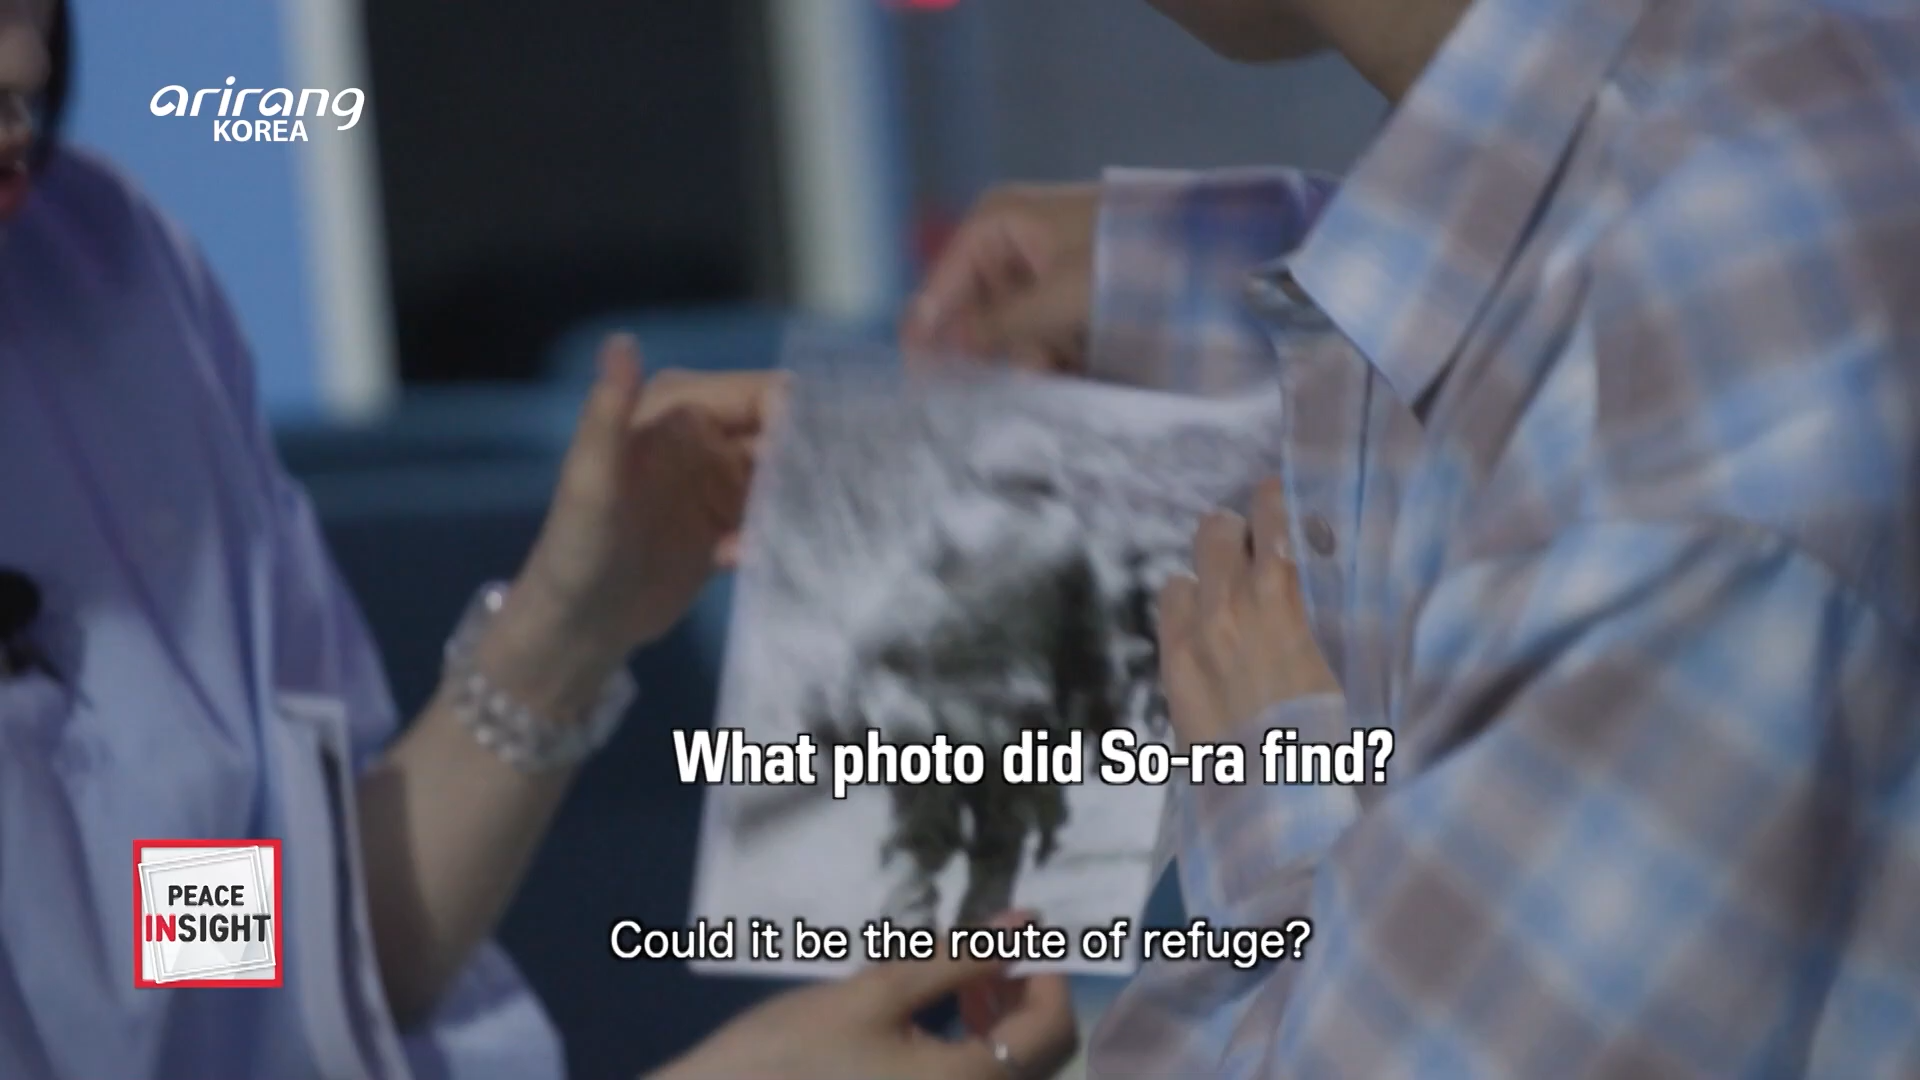 arirang
KOREA
What photo did So-ra find?
PEACE
INSIGHT
Could it be the route of refuge?